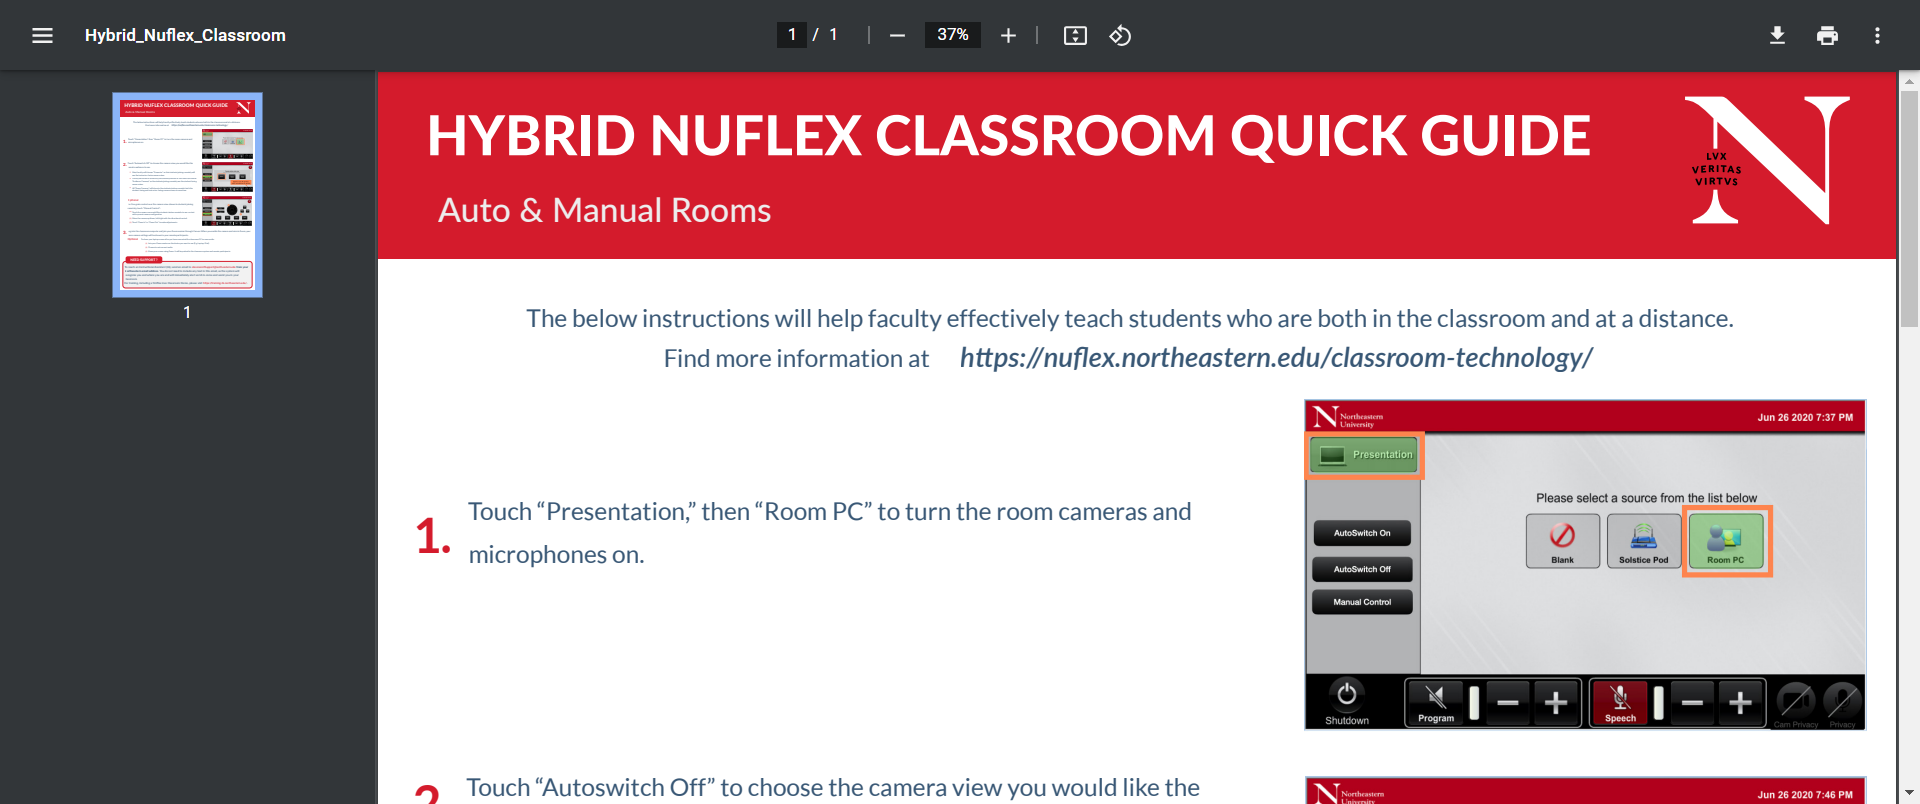 Hybrid_Nuflex_Classroom
1 / 1
37%
HYBRID NUFLEX CLASSROOM QUICK GUIDE
Auto & Manual Rooms
LVX
VERITAS
VIRTVS
1
The below instructions will help faculty effectively teach students who are both in the classroom and at a distance.
Find more information at https://nuflex.northeastern.edu/classroom-technology/
1. Touch “Presentation,” then “Room PC” to turn the room cameras and
microphones on.
Northeastern
University
Jun 26 2020 7:37 PM
Presentation
Please select a source from the list below
AutoSwitch On
AutoSwitch Off
Manual Control
Blank
Solstice Pod
Room PC
Shutdown
Program
Speech
Cam Privacy
Privacy
2. Touch “Autoswitch Off” to choose the camera view you would like the
Northeastern
University
Jun 26 2020 7:46 PM